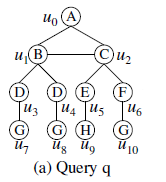 u0 A
u1 B C u2
D D E F
u3 u4 u5 u6
G G H G
u7 u8 u9 u10
(a) Query q